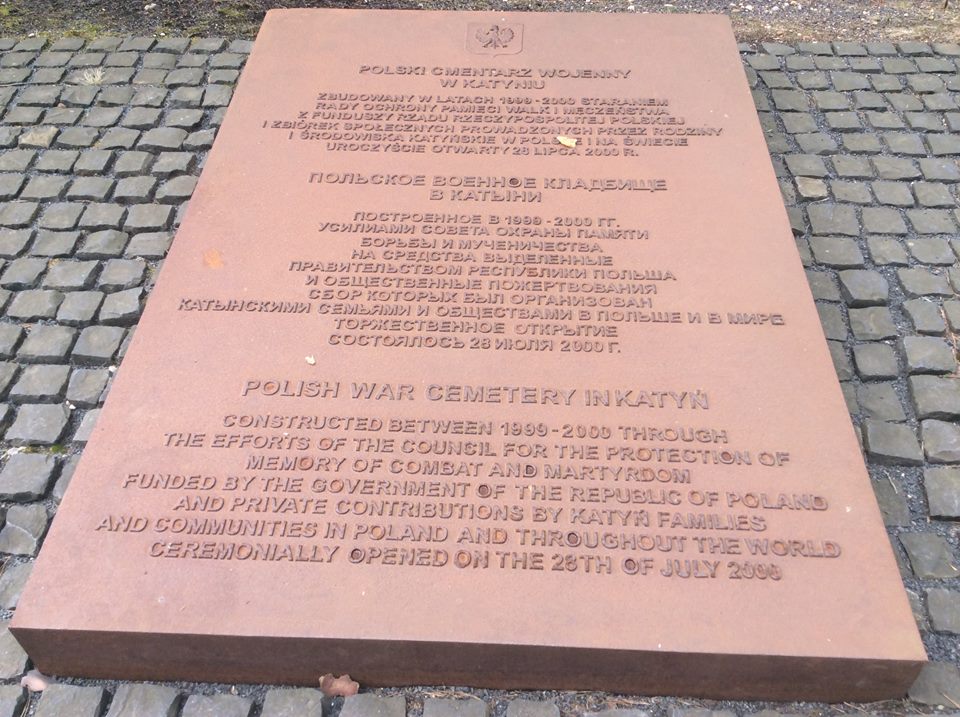 POLSKI CMENTARZ WOJENNY
W KATYNIU
ZBUDOWANY W LATACH 1999-2000 STARANIEM
RADY OCHRONY PAMIĘCI WALK I MĘCZEŃSTWA
Z FUNDUSZY RZĄDU RZECZYPOSPOLITEJ POLSKIEJ
I ZBIÓREK SPOŁECZNYCH PROWADZONYCH PRZEZ RODZINY
I ŚRODOWISKA KATYŃSKIE W POLSCE I NA ŚWIECIE
UROCZYŚCIE OTWARTY 28 LIPCA 2000 R.
ПОЛЬСКОЕ ВОЕННОЕ КЛАДБИЩЕ
В КАТЫНИ
ПОСТРОЕННОЕ В 1999-2000 ГГ.
УСИЛИАМИ СОВЕТА ОХРАНЫ ПАМЯТИ
БОРЬБЫ И МУЧЕНИЧЕСТВА
НА СРЕДСТВА ВЫДЕЛЕННЫЕ
ПРАВИТЕЛЬСТВОМ РЕСПУБЛИКИ ПОЛЬША
И ОБЩЕСТВЕННЫЕ ПОЖЕРТВОВАНИЯ
СБОР КОТОРЫХ БЫЛ ОРГАНИЗОВАН
КАТЫНСКИМИ СЕМЬЯМИ И ОБЩЕСТВАМИ В ПОЛЬШЕ И В МИРЕ
ТОРЖЕСТВЕННОЕ ОТКРЫТИЕ
СОСТОЯЛОСЬ 28 ИЮЛЯ 2000 Г.
POLISH WAR CEMETERY IN KATYŃ
CONSTRUCTED BETWEEN 1999-2000 THROUGH
THE EFFORTS OF THE COUNCIL FOR THE PROTECTION OF
MEMORY OF COMBAT AND MARTYRDOM
FUNDED BY THE GOVERNMENT OF THE REPUBLIC OF POLAND
AND PRIVATE CONTRIBUTIONS BY KATYŃ FAMILIES
AND COMMUNITIES IN POLAND AND THROUGHOUT THE WORLD
CEREMONIALLY OPENED ON THE 28TH OF JULY 2000